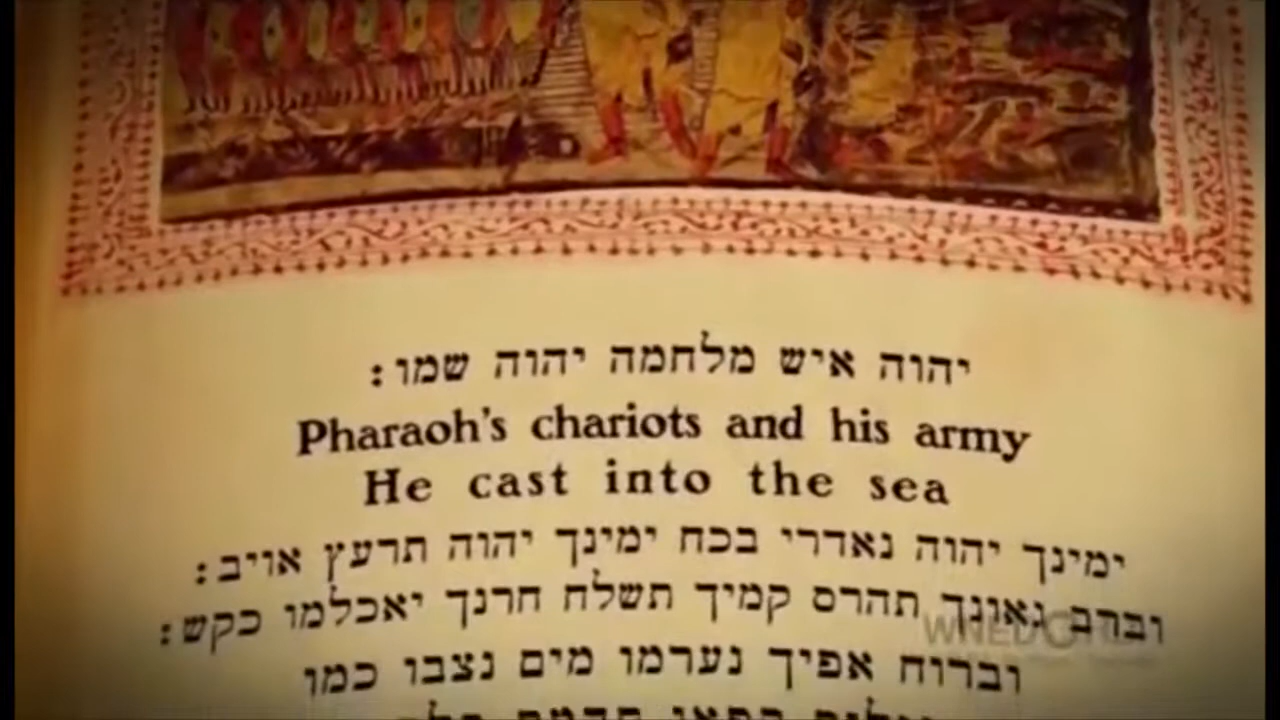 יהוה איש מלחמה יהוה שמו:
Pharaoh's chariots and his army
He cast into the sea
ימינך יהוה נאדרי בכח ימינך יהוה תרעץ אויב:
וברב גאונך תהרס קמיך תשלח חרנך יאכלמו כקש:
וברוח אפיך נערמו מים נצבו כמו